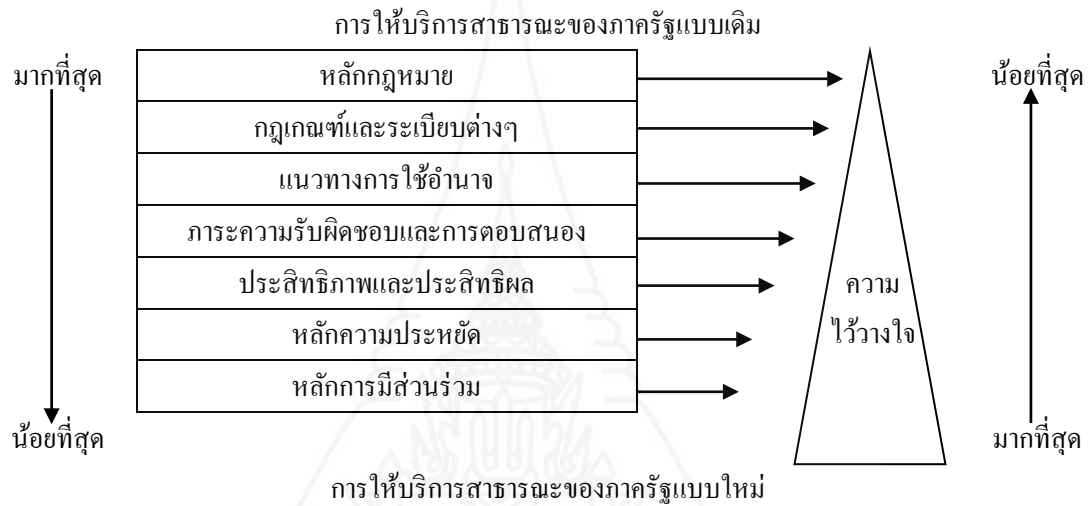 การให้บริการสาธารณะของภาครัฐแบบเดิม
มากที่สุด
หลักกฎหมาย
น้อยที่สุด
กฎเกณฑ์และระเบียบต่างๆ
แนวทางการใช้อำนาจ
ภาระความรับผิดชอบและการตอบสนอง
ประสิทธิภาพและประสิทธิผล
ความ
ไว้วางใจ
หลักความประหยัด
หลักการมีส่วนร่วม
น้อยที่สุด
มากที่สุด
การให้บริการสาธารณะของภาครัฐแบบใหม่